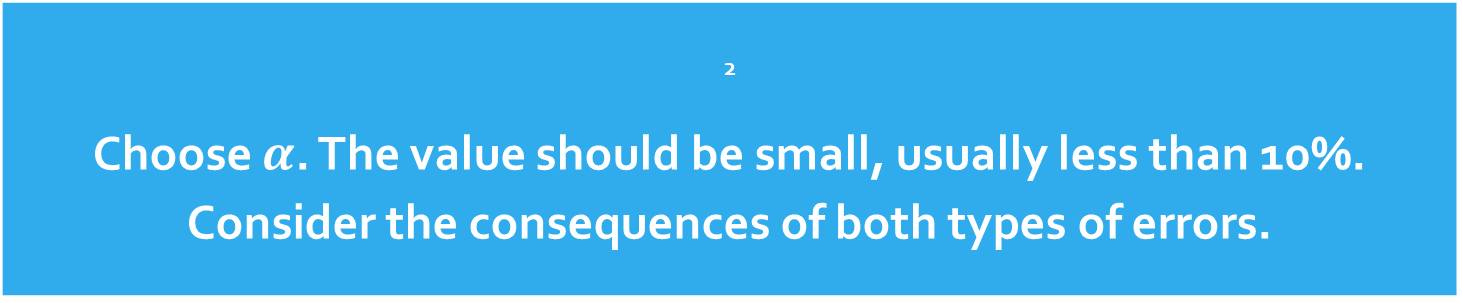 2
Choose 𝜶. The value should be small, usually less than 10%.
Consider the consequences of both types of errors.